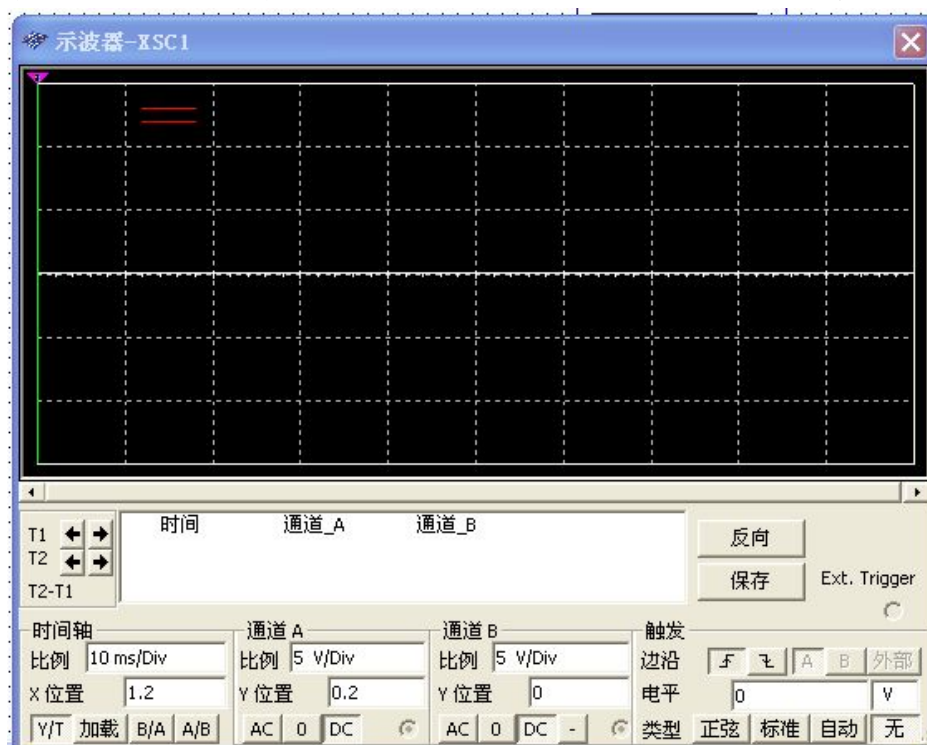 示波器-XSC1
时间 通道_A 通道_B
T1
T2
T2-T1
反向
保存
Ext. Trigger
时间轴
比例 10 ms/Div
X 位置 1.2
Y/T 加载 B/A A/B
通道 A
比例 5 V/Div
Y 位置 0.2
AC 0 DC
通道 B
比例 5 V/Div
Y 位置 0
AC 0 DC -
触发
边沿 A B 外部
电平 0 V
类型 正弦 标准 自动 无